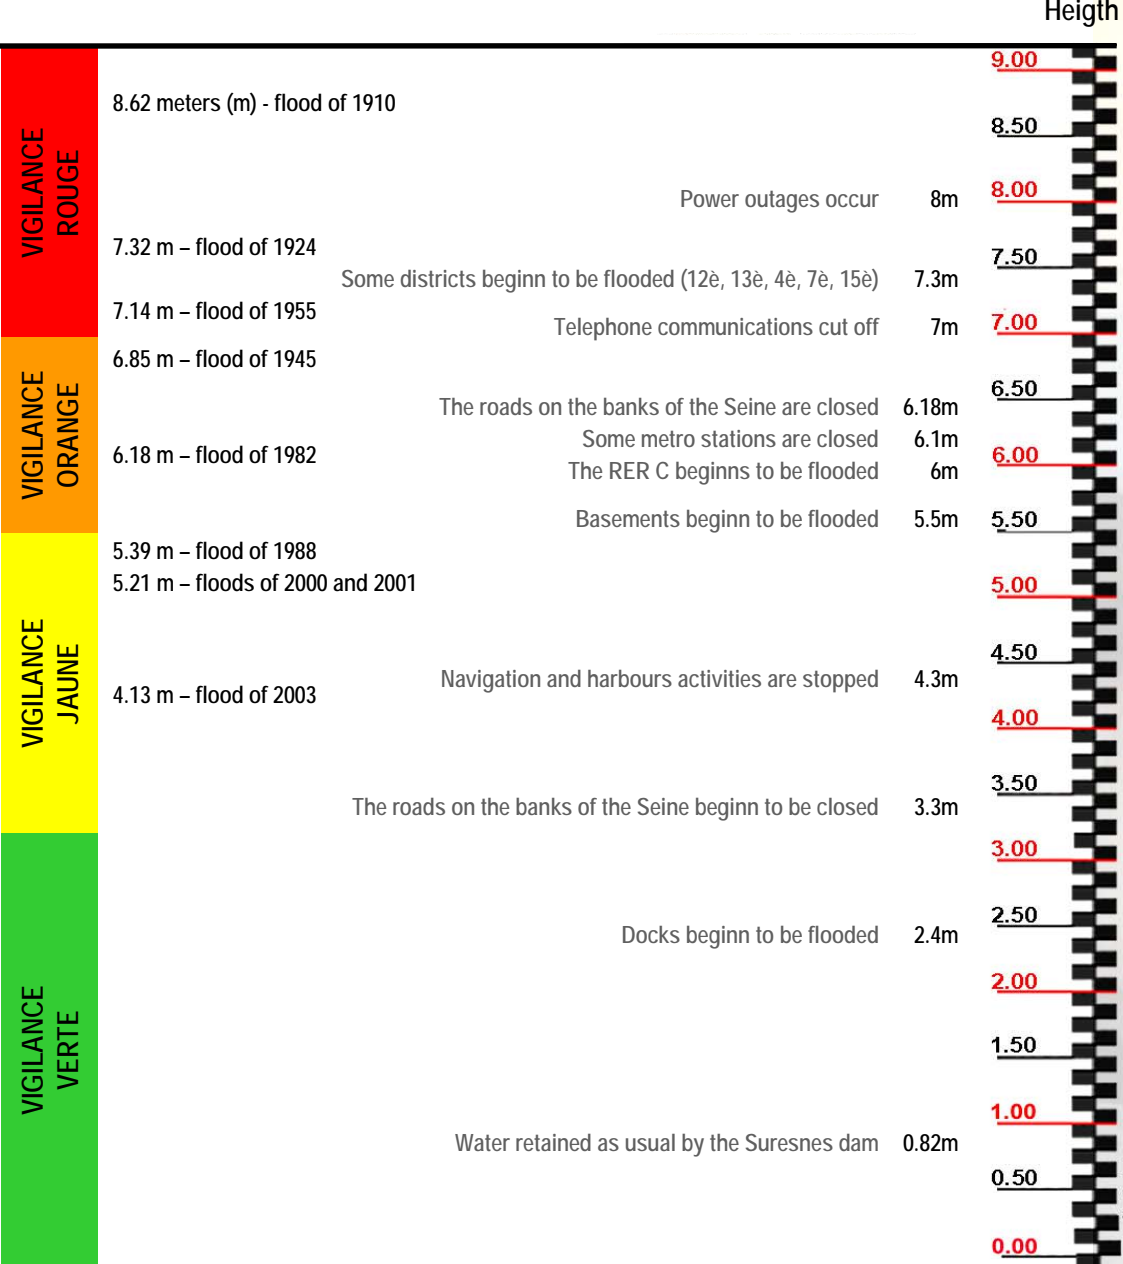 Heigth
9.00
8.62 meters (m) - flood of 1910
8.50
VIGILANCE
ROUGE
Power outages occur 8m 8.00
7.32 m – flood of 1924
7.50
Some districts beginn to be flooded (12è, 13è, 4è, 7è, 15è) 7.3m
7.14 m – flood of 1955
Telephone communications cut off 7m 7.00
6.85 m – flood of 1945
6.50
VIGILANCE
ORANGE
The roads on the banks of the Seine are closed 6.18m
Some metro stations are closed 6.1m
6.18 m – flood of 1982
6.00
The RER C beginns to be flooded 6m
Basements beginn to be flooded 5.5m 5.50
5.39 m – flood of 1988
5.21 m – floods of 2000 and 2001
5.00
VIGILANCE
JAUNE
4.50
Navigation and harbours activities are stopped 4.3m
4.13 m – flood of 2003
4.00
3.50
The roads on the banks of the Seine beginn to be closed 3.3m
3.00
2.50
Docks beginn to be flooded 2.4m
2.00
VIGILANCE
VERTE
1.50
1.00
Water retained as usual by the Suresnes dam 0.82m
0.50
0.00